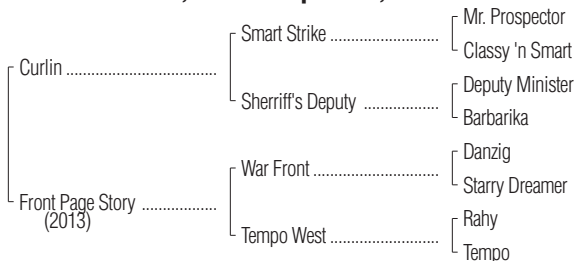 Mr. Prospector
Smart Strike ..............................
Classy 'n Smart
Curlin ..........................................
Deputy Minister
Sherriff's Deputy ....................
Barbarika
Danzig
War Front ..........................
Starry Dreamer
Front Page Story .....................
(2013)
Rahy
Tempo West ..............................
Tempo